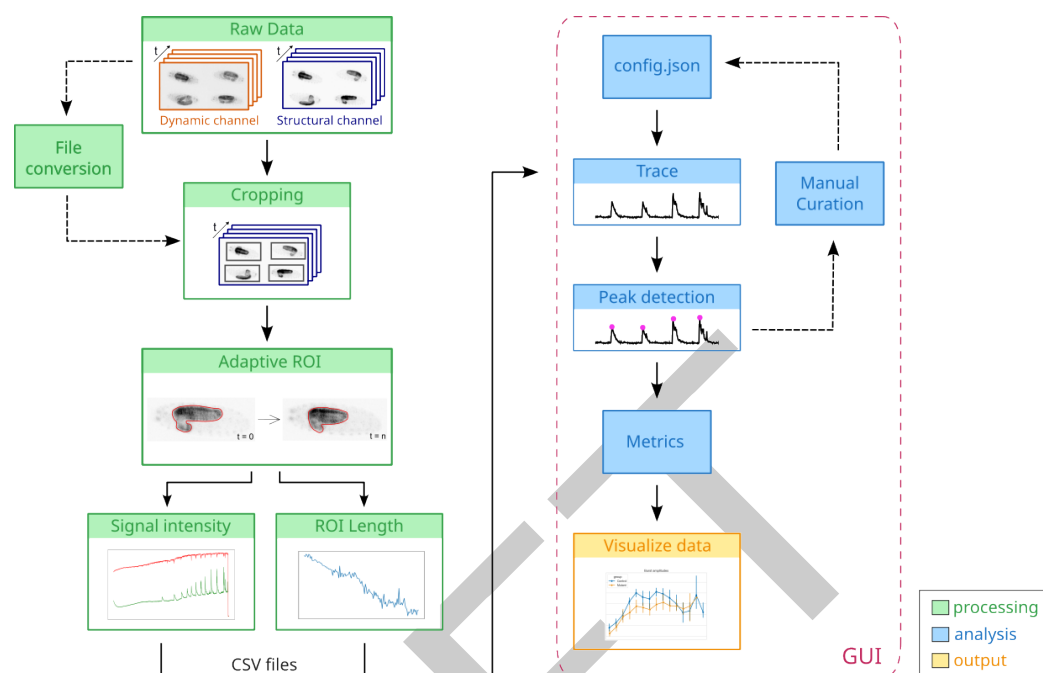 Raw Data
t
t
Dynamic channel
Structural channel
File
conversion
Cropping
t
Adaptive ROI
t = 0
t = n
Signal intensity
ROI Length
CSV files
config.json
Trace
Manual
Curation
Peak detection
Metrics
Visualize data
GUI
processing
analysis
output